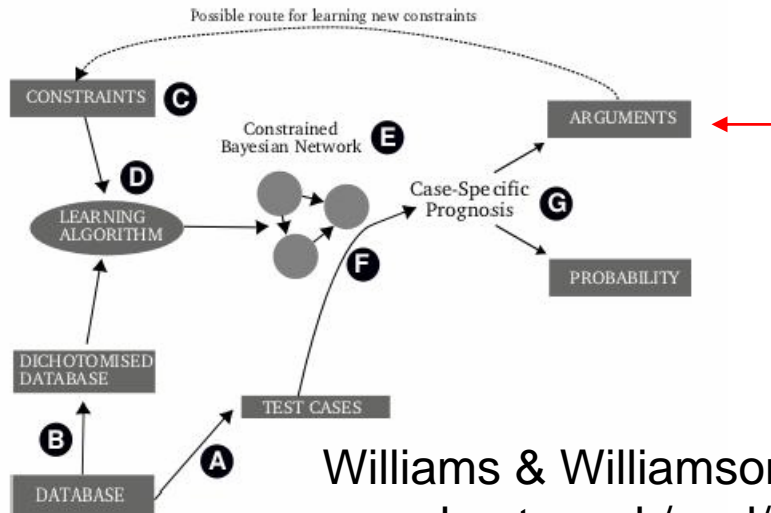 Possible route for learning new constraints
CONSTRAINTS
C
ARGUMENTS
Constrained
Bayesian Network
E
D
LEARNING
ALGORITHM
Case-Specific
Prognosis
G
F
PROBABILITY
DICHOTOMISED
DATABASE
TEST CASES
B
A
DATABASE
Williams & Williamson